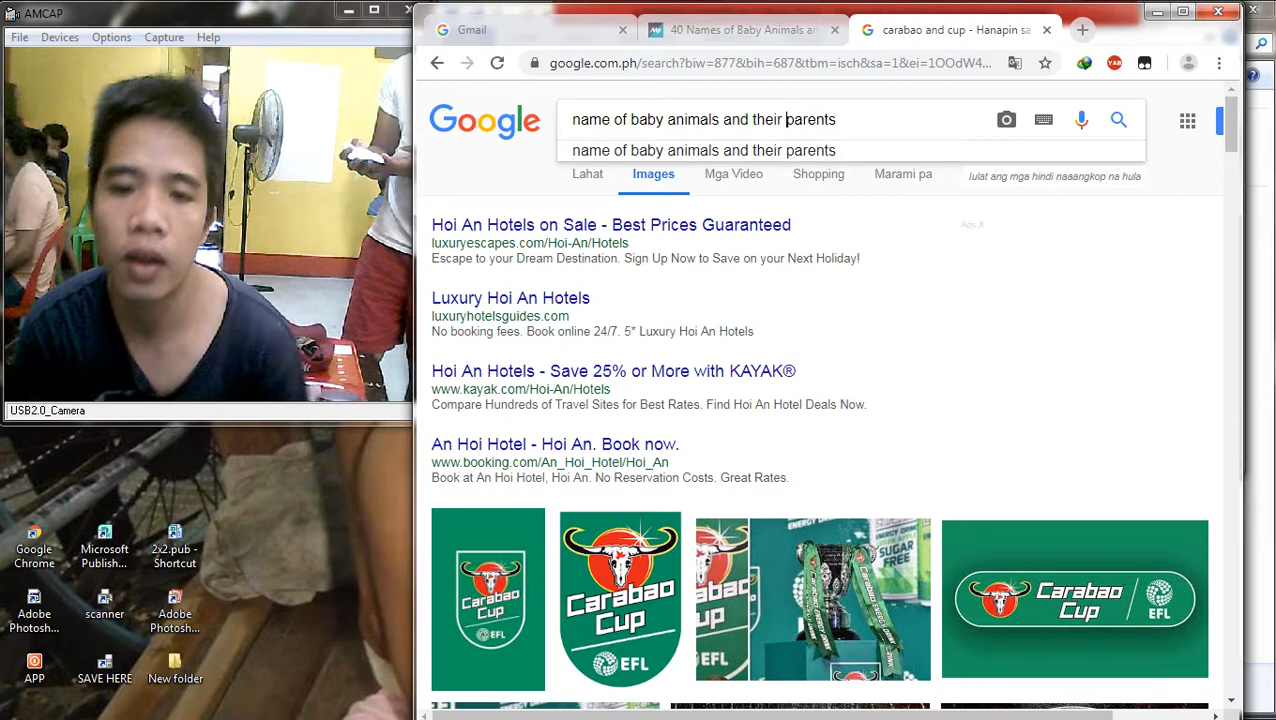 AMCAP
File Devices Options Capture Help
USB2.0_Camera
Google Chrome
Microsoft Publish...
2x2.pub - Shortcut
Adobe Photosh...
scanner
Adobe Photosh...
APP
SAVE HERE
New folder
Gmail
40 Names of Baby Animals an
carabao and cup - Hanapin sa
google.com.ph/search?biw=877&bih=687&tbm=isch&sa=1&ei=1OOdW4...
YAB
Google
name of baby animals and their parents
name of baby animals and their parents
Lahat Images Mga Video Shopping Marami pa
Iulat ang mga hindi naaangkop na hula
Hoi An Hotels on Sale - Best Prices Guaranteed
Ads X
luxuryescapes.com/Hoi-An/Hotels
Escape to your Dream Destination. Sign Up Now to Save on your Next Holiday!
Luxury Hoi An Hotels
luxuryhotelsguides.com
No booking fees. Book online 24/7. 5* Luxury Hoi An Hotels
Hoi An Hotels - Save 25% or More with KAYAK®
www.kayak.com/Hoi-An/Hotels
Compare Hundreds of Travel Sites for Best Rates. Find Hoi An Hotel Deals Now.
An Hoi Hotel - Hoi An. Book now.
www.booking.com/An_Hoi_Hotel/Hoi_An
Book at An Hoi Hotel, Hoi An. No Reservation Costs. Great Rates.
Carabao
Cup
EFL
Carabao
Cup
EFL
ENERGY DRINK
SUGAR
FREE
Carabao
Cup
EFL